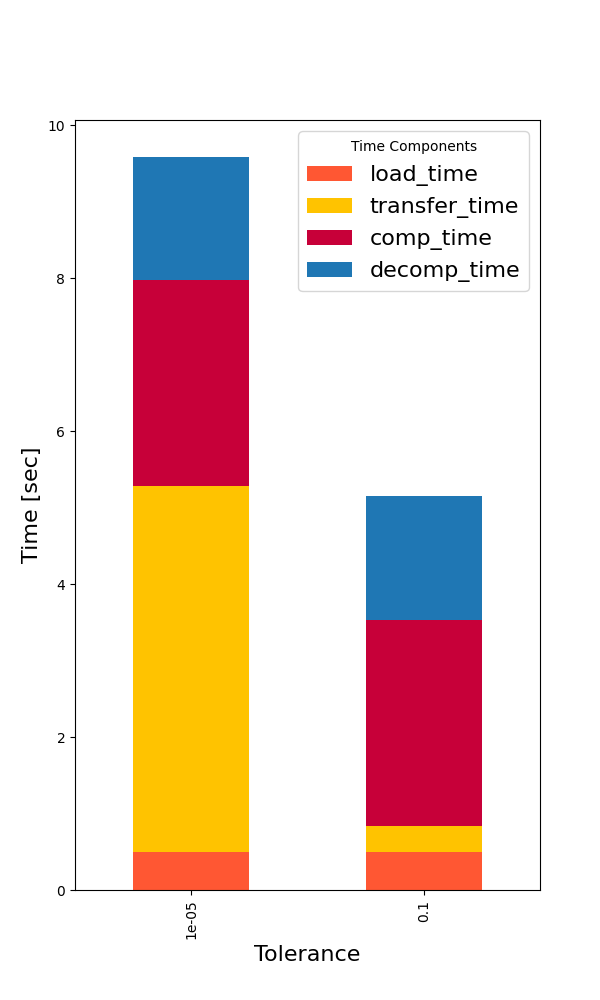 10
8
6
4
2
0
Time [sec]
Time Components
load_time
transfer_time
comp_time
decomp_time
1e-05
0.1
Tolerance